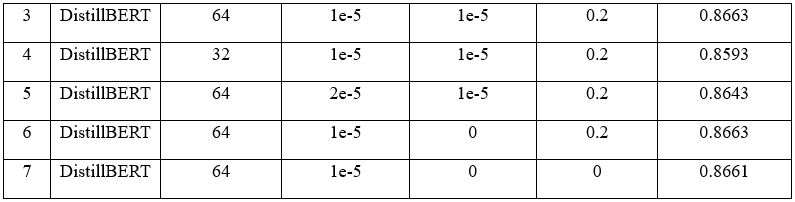 3 DistillBERT 64 1e-5 1e-5 0.2 0.8663
4 DistillBERT 32 1e-5 1e-5 0.2 0.8593
5 DistillBERT 64 2e-5 1e-5 0.2 0.8643
6 DistillBERT 64 1e-5 0 0.2 0.8663
7 DistillBERT 64 1e-5 0 0 0.8661